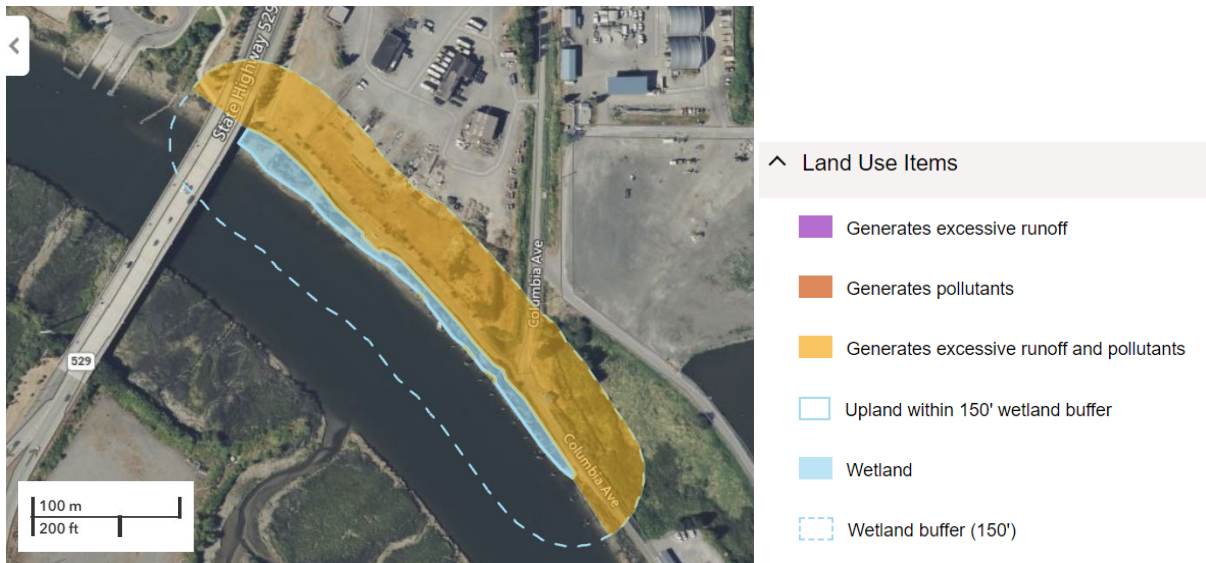 State Highway 529
Columbia Ave
529
Columbia Ave
100 m
200 ft
Land Use Items
Generates excessive runoff
Generates pollutants
Generates excessive runoff and pollutants
Upland within 150' wetland buffer
Wetland
Wetland buffer (150')